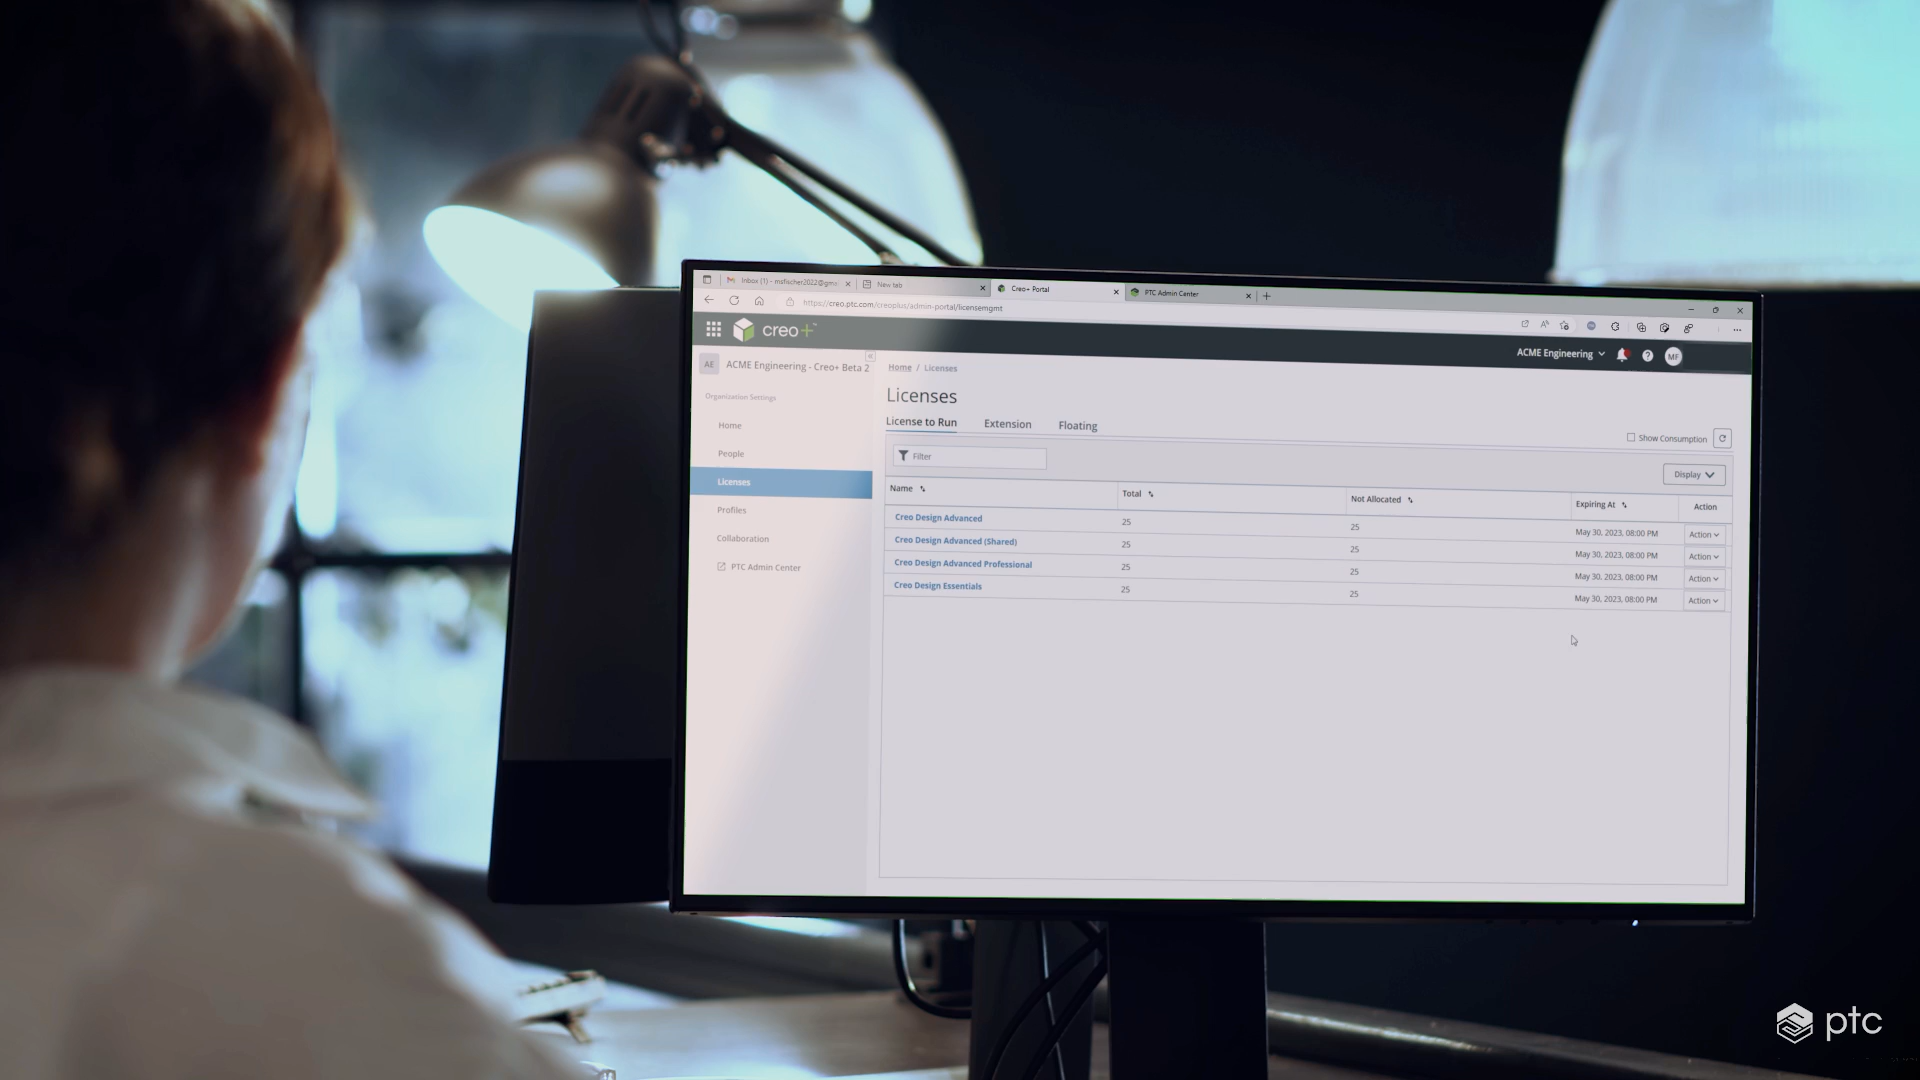 Inbox (1) - msfischer2022@gma
New tab
Creo+ Portal
PTC Admin Center
https://creo.ptc.com/creoplus/admin-portal/licensemgmt
creo+™
ACME Engineering
MF
AE
ACME Engineering - Creo+ Beta 2
Organization Settings
Home
People
Licenses
Profiles
Collaboration
PTC Admin Center
Home / Licenses
Licenses
License to Run Extension Floating
Show Consumption
Filter
Display
Name Total Not Allocated Expiring At Action
Creo Design Advanced 25 25 May 30, 2023, 08:00 PM Action
Creo Design Advanced (Shared) 25 25 May 30, 2023, 08:00 PM Action
Creo Design Advanced Professional 25 25 May 30, 2023, 08:00 PM Action
Creo Design Essentials 25 25 May 30, 2023, 08:00 PM Action
ptc